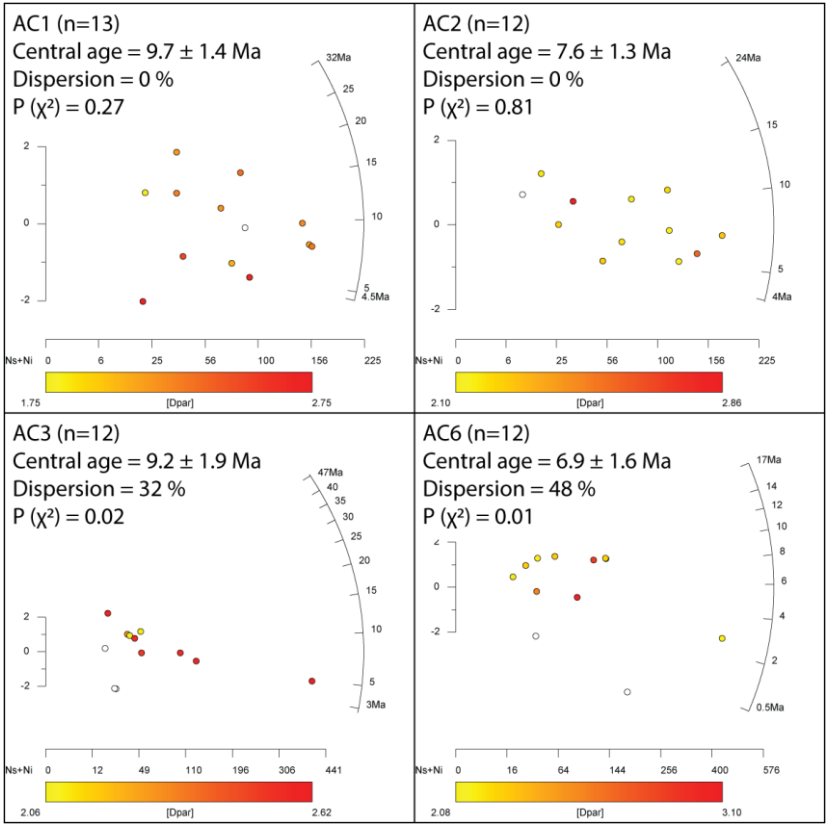 AC1 (n=13)
Central age = 9.7 ± 1.4 Ma
Dispersion = 0 %
P (χ²) = 0.27
32Ma
25
20
15
10
5
4.5Ma
2
0
-2
Ns+Ni 0 6 25 56 100 156 225
1.75 [Dpar] 2.75
AC2 (n=12)
Central age = 7.6 ± 1.3 Ma
Dispersion = 0 %
P (χ²) = 0.81
24Ma
15
10
5
4Ma
2
0
-2
Ns+Ni 0 6 25 56 100 156 225
2.10 [Dpar] 2.86
AC3 (n=12)
Central age = 9.2 ± 1.9 Ma
Dispersion = 32 %
P (χ²) = 0.02
47Ma
40
35
30
25
20
15
10
5
3Ma
2
0
-2
Ns+Ni 0 12 49 110 196 306 441
2.06 [Dpar] 2.62
AC6 (n=12)
Central age = 6.9 ± 1.6 Ma
Dispersion = 48 %
P (χ²) = 0.01
17Ma
14
12
10
8
6
4
2
0.5Ma
2
0
-2
Ns+Ni 0 16 64 144 256 400 576
2.08 [Dpar] 3.10